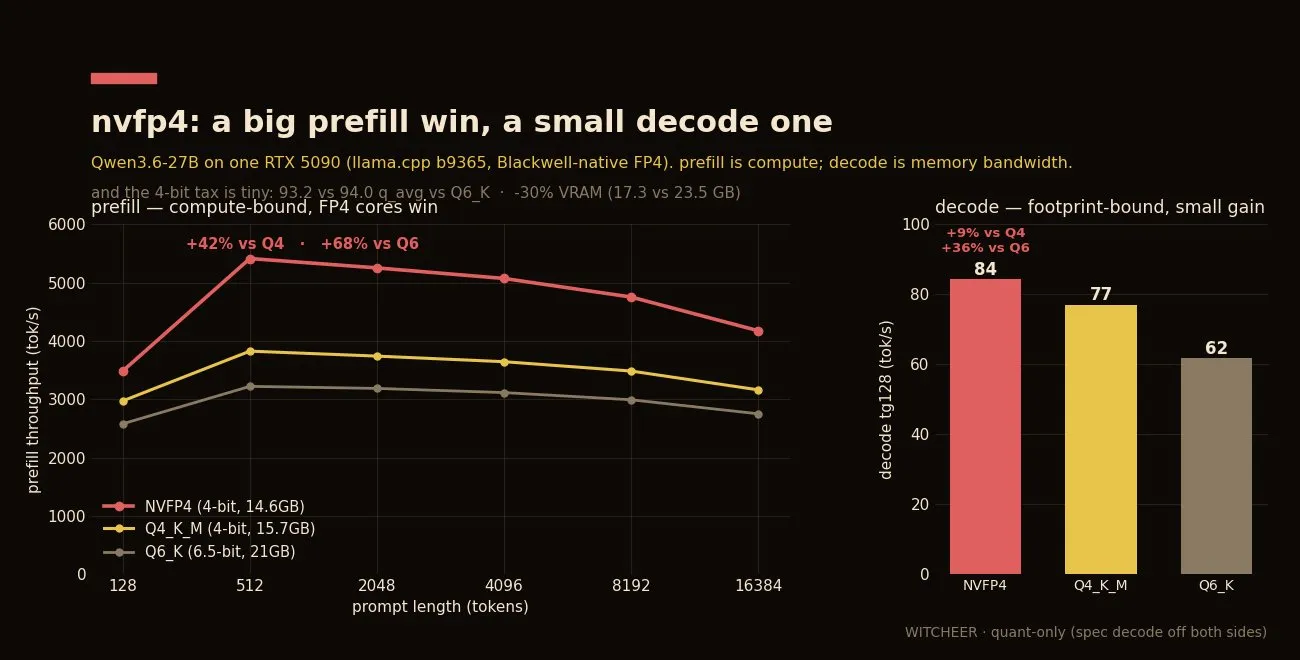 nvfp4: a big prefill win, a small decode one
Qwen3.6-27B on one RTX 5090 (llama.cpp b9365, Blackwell-native FP4). prefill is compute; decode is memory bandwidth.
and the 4-bit tax is tiny: 93.2 vs 94.0 q_avg vs Q6_K · -30% VRAM (17.3 vs 23.5 GB)
prefill — compute-bound, FP4 cores win
+42% vs Q4 · +68% vs Q6
prefill throughput (tok/s)
6000
5000
4000
3000
2000
1000
0
NVFP4 (4-bit, 14.6GB)
Q4_K_M (4-bit, 15.7GB)
Q6_K (6.5-bit, 21GB)
128 512 2048 4096 8192 16384
prompt length (tokens)
decode — footprint-bound, small gain
+9% vs Q4
+36% vs Q6
84
77
62
decode tg128 (tok/s)
100
80
60
40
20
0
NVFP4 Q4_K_M Q6_K
WITCHEER · quant-only (spec decode off both sides)